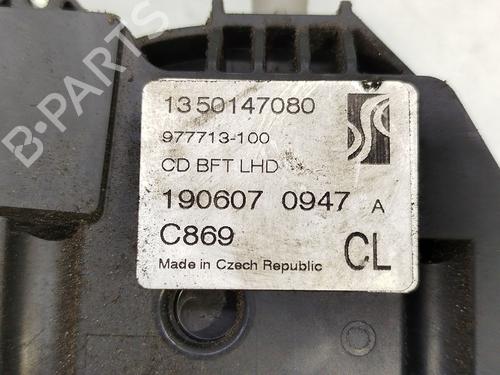 1350147080
977713-100
CD BFT LHD
190607 0947 A
C869
CL
Made in Czech Republic
B-PARTS